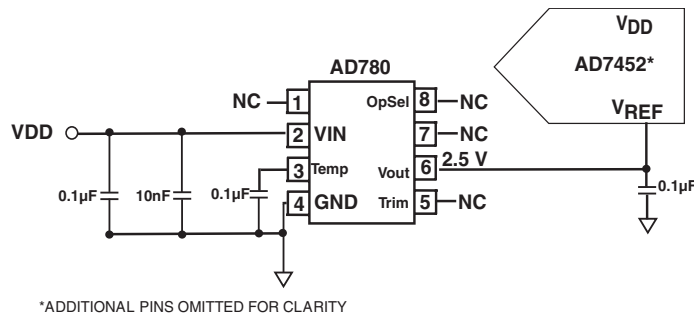 AD780
VDD
AD7452*
VREF
NC
1
OpSel
8
NC
VDD
2
VIN
7
NC
3
Temp
Vout
6
2.5 V
4
GND
Trim
5
NC
0.1µF
10nF
0.1µF
0.1µF
*ADDITIONAL PINS OMITTED FOR CLARITY